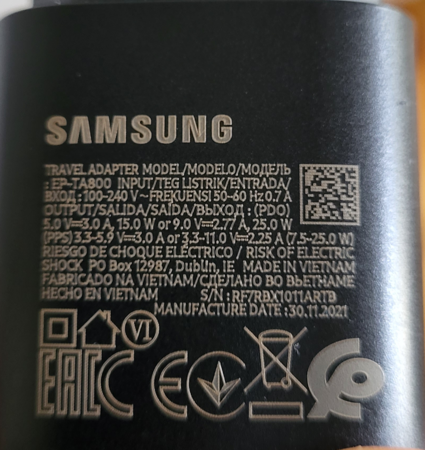 SAMSUNG
TRAVEL ADAPTER MODEL/MODELO/МОДЕЛЬ
: EP-TA800 INPUT/TEG LISTRIK/ENTRADA/
ВХОД : 100-240 V ~ FREKUENSI 50-60 Hz 0.7 A
OUTPUT/SALIDA/SAÍDA/ВЫХОД : (PDO)
5.0 V⎓3.0 A, 15.0 W or 9.0 V⎓2.77 A, 25.0 W
(PPS) 3.3-5.9 V⎓3.0 A or 3.3-11.0 V⎓2.25 A (7.5-25.0 W)
RIESGO DE CHOQUE ELÉCTRICO / RISK OF ELECTRIC
SHOCK PO Box 12987, Dublin, IE MADE IN VIETNAM
FABRICADO NA VIETNAM/СДЕЛАНО ВО ВЬЕТНАМЕ
HECHO EN VIETNAM S/N : RF7RBX1011ARTB
MANUFACTURE DATE : 30.11.2021
VI
EAC CE